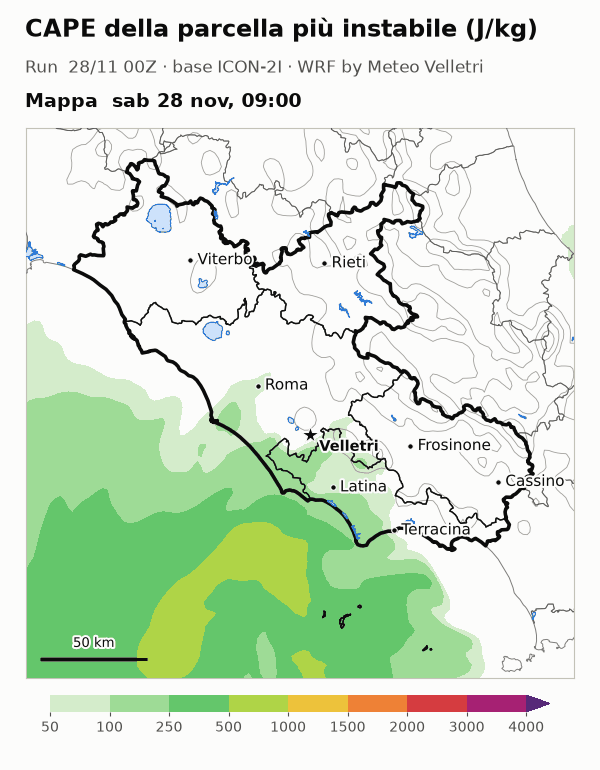 CAPE della parcella più instabile (J/kg)
Run  28/11 00Z · base ICON-2I · WRF by Meteo Velletri
Mappa  sab 28 nov, 09:00
Viterbo
Rieti
Roma
Velletri
Frosinone
Latina
Cassino
Terracina
50 km
50 100 250 500 1000 1500 2000 3000 4000